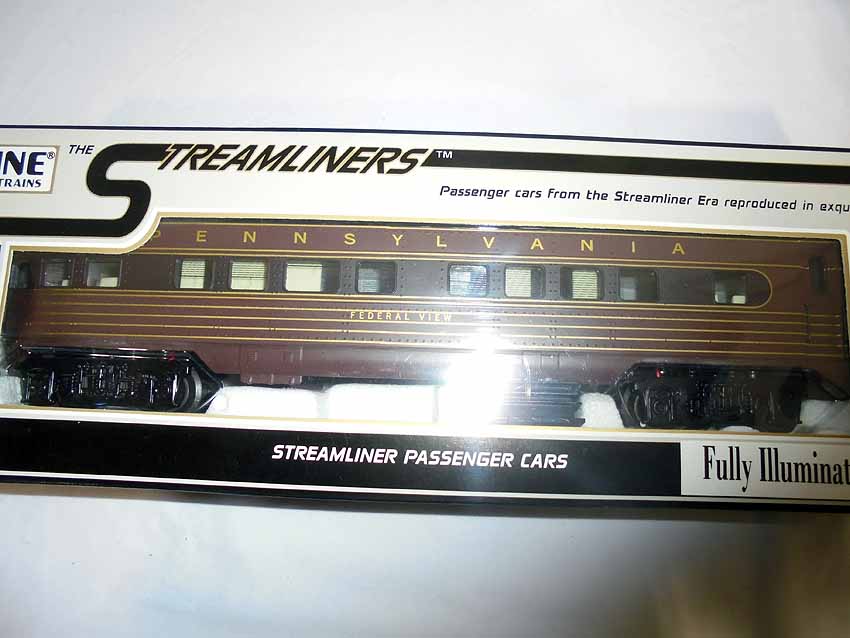 INE®
TRAINS
THE STREAMLINERS™
Passenger cars from the Streamliner Era reproduced in exqu
PENNSYLVANIA
FEDERAL VIEW
STREAMLINER PASSENGER CARS
Fully Illuminat